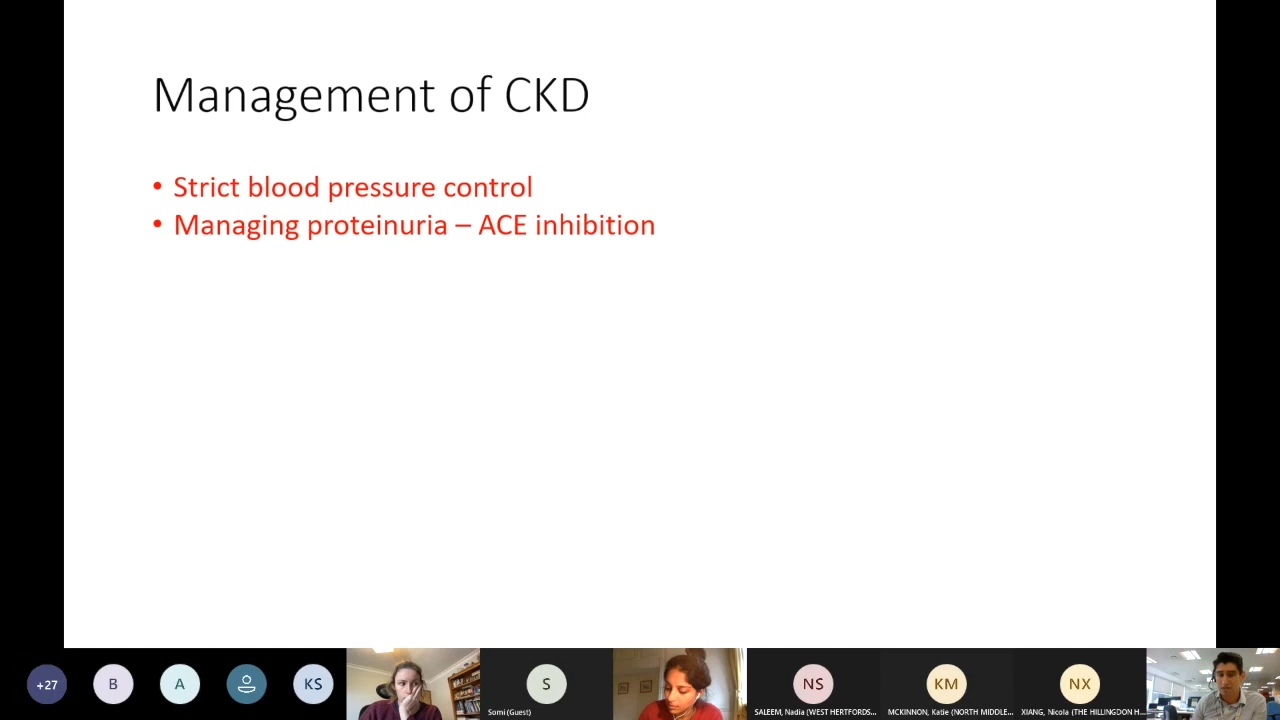 Management of CKD
• Strict blood pressure control
• Managing proteinuria – ACE inhibition
+27
B
A
KS
S
NS
KM
NX
Somi (Guest)
SALEEM, Nadia (WEST HERTFORDS...
MCKINNON, Katie (NORTH MIDDLE...
XIANG, Nicola (THE HILLINGDON H...